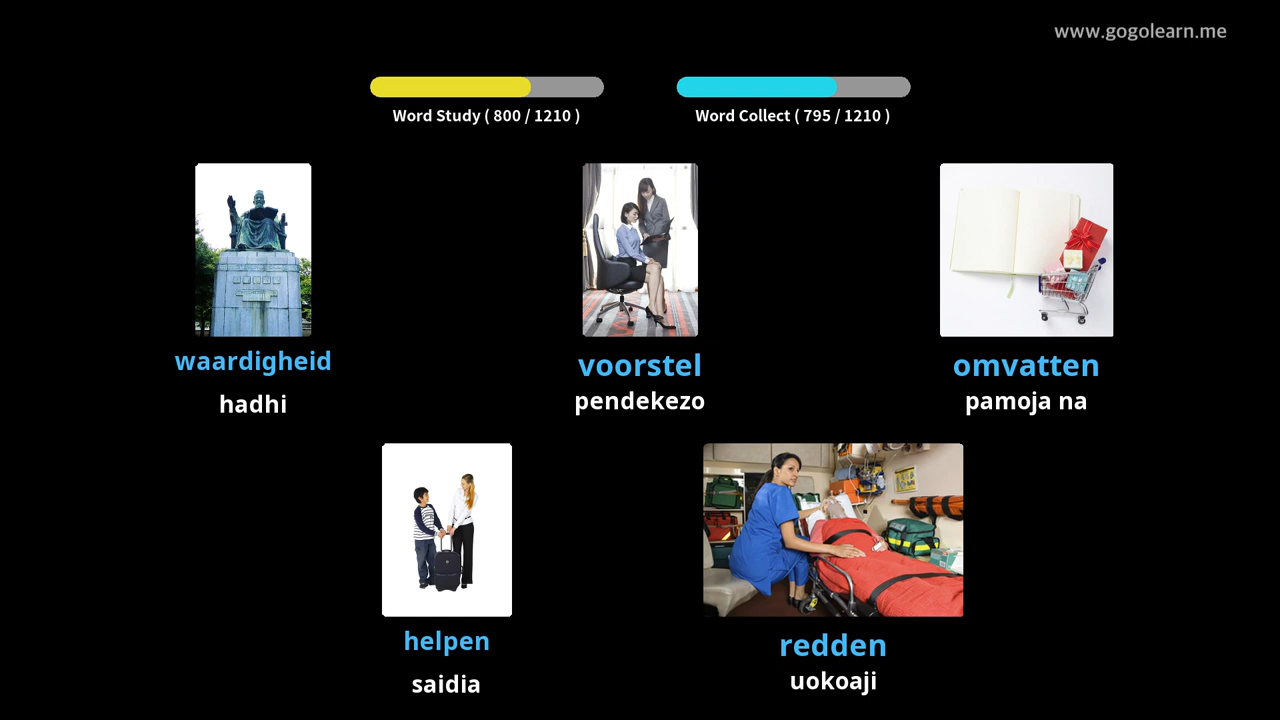 www.gogolearn.me
Word Study ( 800 / 1210 )
Word Collect ( 795 / 1210 )
waardigheid
hadhi
voorstel
pendekezo
omvatten
pamoja na
helpen
saidia
redden
uokoaji